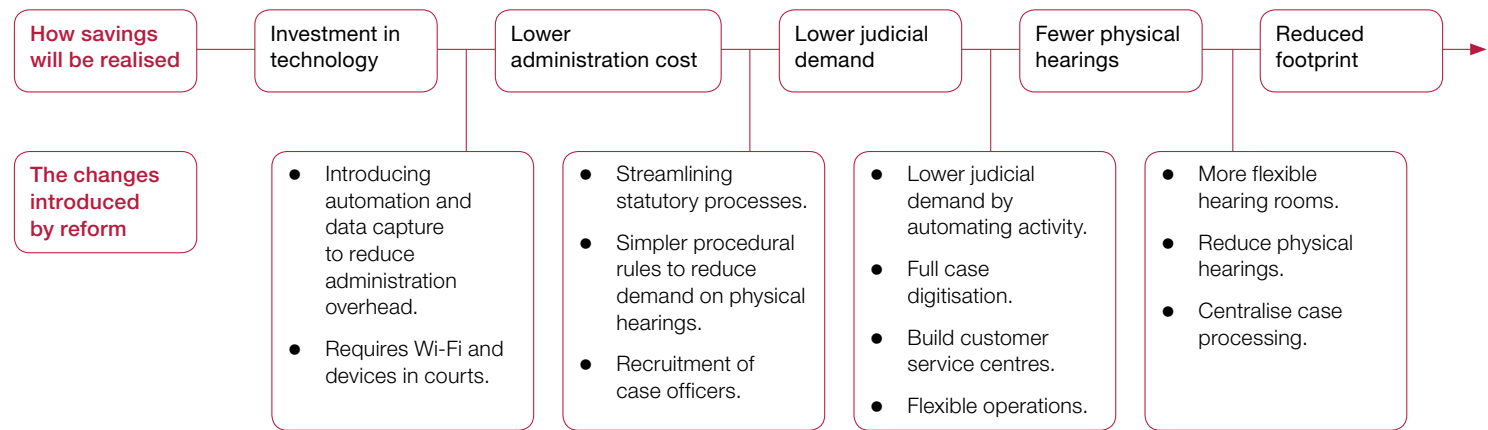 How savings
will be realised
Investment in
technology
Lower
administration cost
Lower judicial
demand
Fewer physical
hearings
Reduced
footprint
The changes
introduced
by reform
● Introducing
automation and
data capture
to reduce
administration
overhead.
● Requires Wi-Fi and
devices in courts.
● Streamlining
statutory processes.
● Simpler procedural
rules to reduce
demand on physical
hearings.
● Recruitment of
case officers.
● Lower judicial
demand by
automating activity.
● Full case
digitisation.
● Build customer
service centres.
● Flexible operations.
● More flexible
hearing rooms.
● Reduce physical
hearings.
● Centralise case
processing.